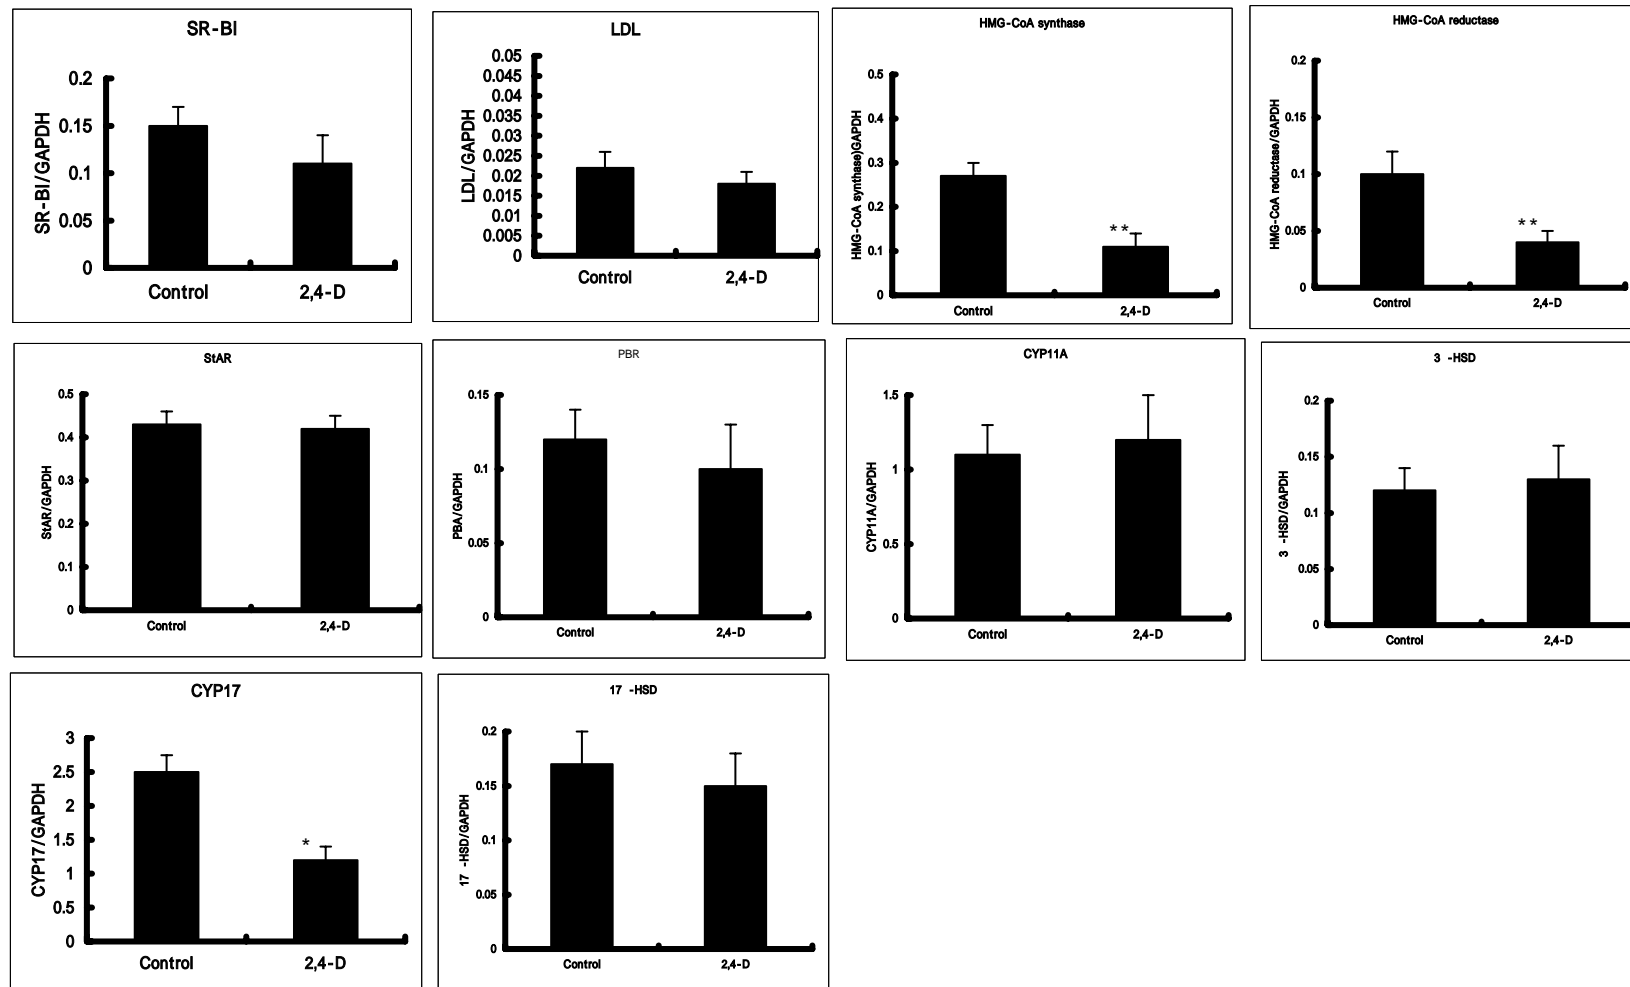 SR-BI
SR-BI/GAPDH
0.2
0.15
0.1
0.05
0
Control 2,4-D
LDL
LDL/GAPDH
0.05
0.045
0.04
0.035
0.03
0.025
0.02
0.015
0.01
0.005
0
Control 2,4-D
HMG-CoA synthase
HMG-CoA synthase)GAPDH
0.5
0.4
0.3
0.2
0.1
0
**
Control 2,4-D
HMG-CoA reductase
HMG-CoA reductase/GAPDH
0.2
0.15
0.1
0.05
0
**
Control 2,4-D
StAR
StAR/GAPDH
0.5
0.4
0.3
0.2
0.1
0
Control 2,4-D
PBR
PBA/GAPDH
0.15
0.1
0.05
0
Control 2,4-D
CYP11A
CYP11A/GAPDH
1.5
1
0.5
0
Control 2,4-D
3 -HSD
3 -HSD/GAPDH
0.2
0.15
0.1
0.05
0
Control 2,4-D
CYP17
CYP17/GAPDH
3
2.5
2
1.5
1
0.5
0
*
Control 2,4-D
17 -HSD
17 -HSD/GAPDH
0.2
0.15
0.1
0.05
0
Control 2,4-D